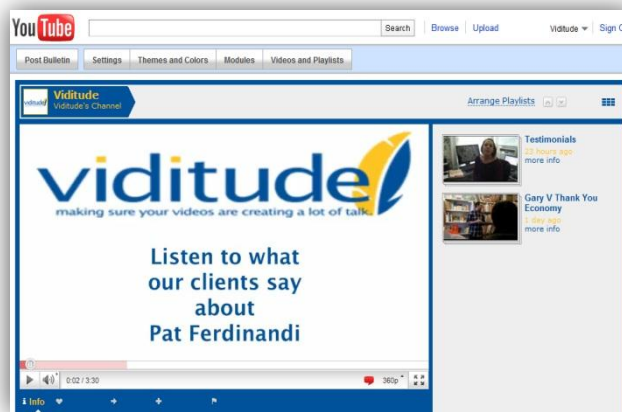 YouTube Search Browse Upload Viditude Sign
Post Bulletin Settings Themes and Colors Modules Videos and Playlists
viditude Viditude
Viditude's Channel
Arrange Playlists
viditude
making sure your videos are creating a lot of talk.
Listen to what
our clients say
about
Pat Ferdinandi
Testimonials
23 hours ago
more info
Gary V Thank You
Economy
1 day ago
more info
0:02 / 3:30 360p
Info